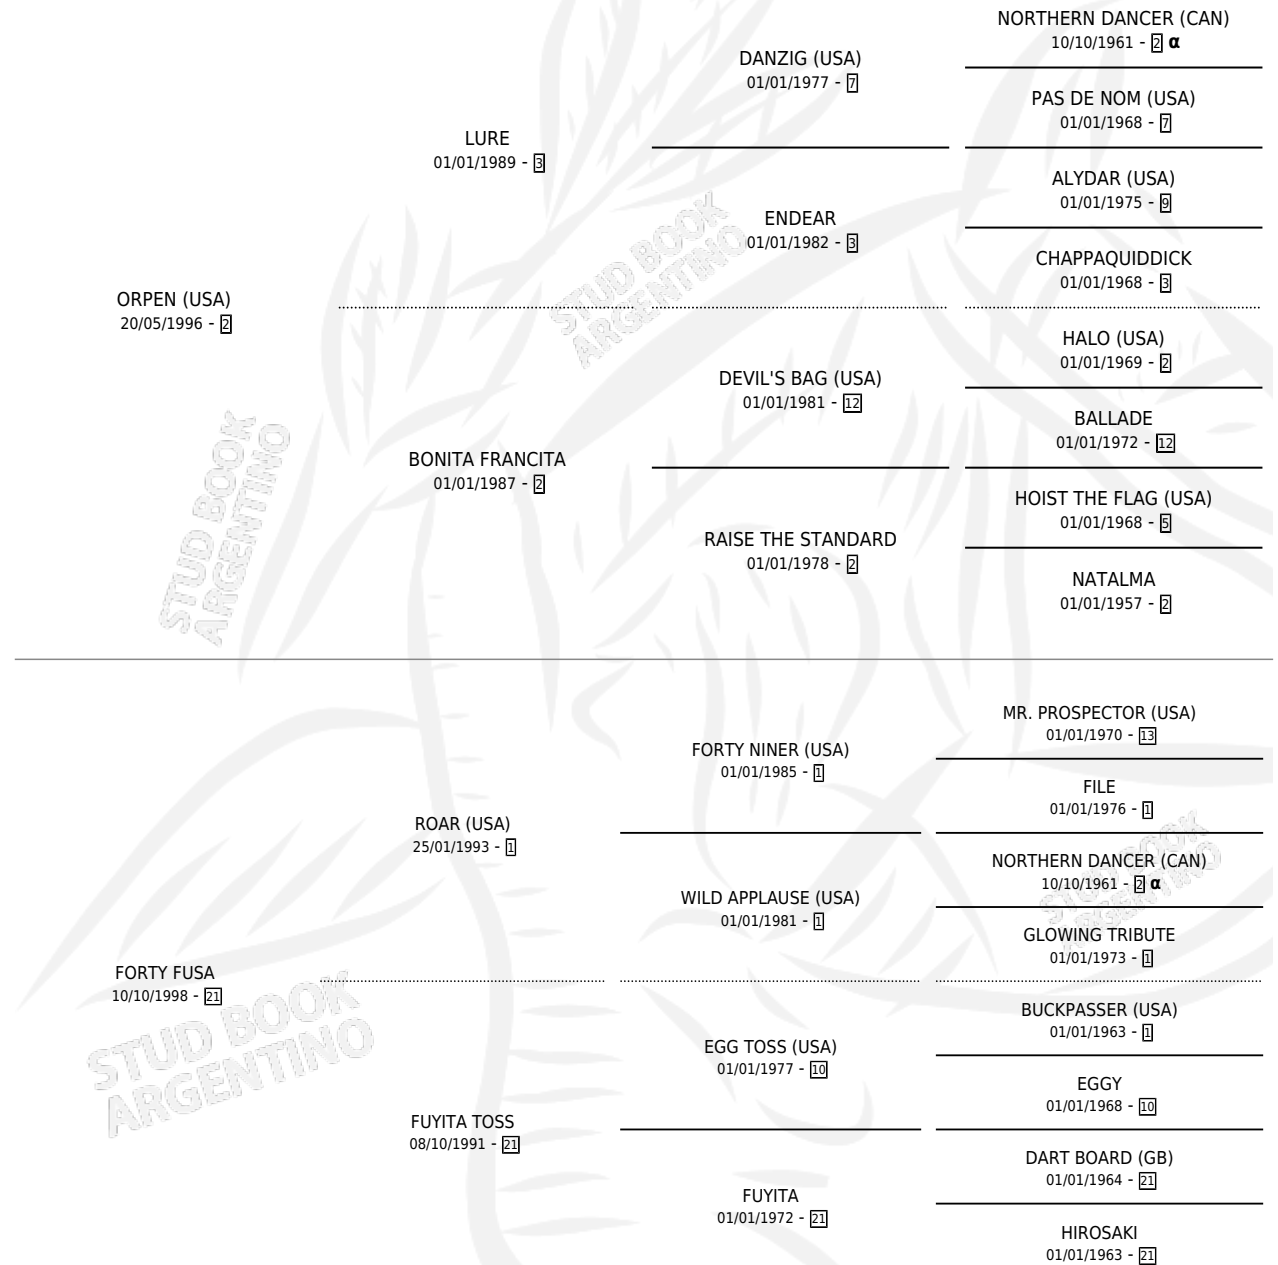 NORTHERN DANCER (CAN)
10/10/1961 - 2 α
DANZIG (USA)
01/01/1977 - 7
PAS DE NOM (USA)
01/01/1968 - 7
LURE
01/01/1989 - 3
ALYDAR (USA)
01/01/1975 - 9
ENDEAR
01/01/1982 - 3
CHAPPAQUIDDICK
01/01/1968 - 3
STUD BOOK
ARGENTINO
ORPEN (USA)
20/05/1996 - 2
HALO (USA)
01/01/1969 - 2
DEVIL'S BAG (USA)
01/01/1981 - 12
BALLADE
01/01/1972 - 12
BONITA FRANCITA
01/01/1987 - 2
HOIST THE FLAG (USA)
01/01/1968 - 5
RAISE THE STANDARD
01/01/1978 - 2
NATALMA
01/01/1957 - 2
STUD BOOK
ARGENTINO
MR. PROSPECTOR (USA)
01/01/1970 - 13
FORTY NINER (USA)
01/01/1985 - 1
FILE
01/01/1976 - 1
ROAR (USA)
25/01/1993 - 1
NORTHERN DANCER (CAN)
10/10/1961 - 2 α
STUD BOOK
ARGENTINO
WILD APPLAUSE (USA)
01/01/1981 - 1
GLOWING TRIBUTE
01/01/1973 - 1
FORTY FUSA
10/10/1998 - 21
BUCKPASSER (USA)
01/01/1963 - 1
STUD BOOK
ARGENTINO
EGG TOSS (USA)
01/01/1977 - 10
EGGY
01/01/1968 - 10
FUYITA TOSS
08/10/1991 - 21
DART BOARD (GB)
01/01/1964 - 21
FUYITA
01/01/1972 - 21
HIROSAKI
01/01/1963 - 21